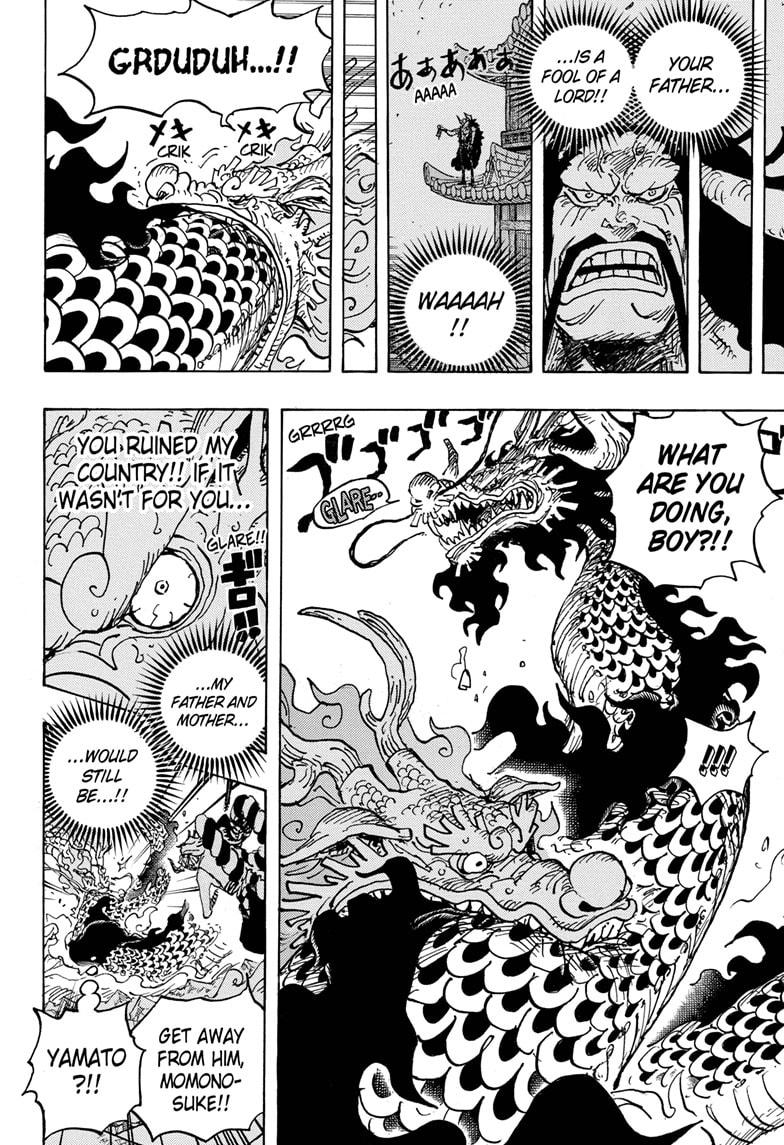 YOUR
FATHER...
...IS A
FOOL OF A
LORD!!
ああああぁ
AAAAA
WAAAAH
!!
GRDUDUH...!!
メキ
CRIK
メキ
CRIK
WHAT
ARE YOU
DOING,
BOY?!!
GRRRRG
ゴゴゴゴ
GLARE...
!!!
YOU RUINED MY
COUNTRY!! IF IT
WASN'T FOR YOU...
GLARE!!
ギロ!!
...MY
FATHER AND
MOTHER...
...WOULD
STILL
BE...!!
GET AWAY
FROM HIM,
MOMONO-
SUKE!!
YAMATO
?!!